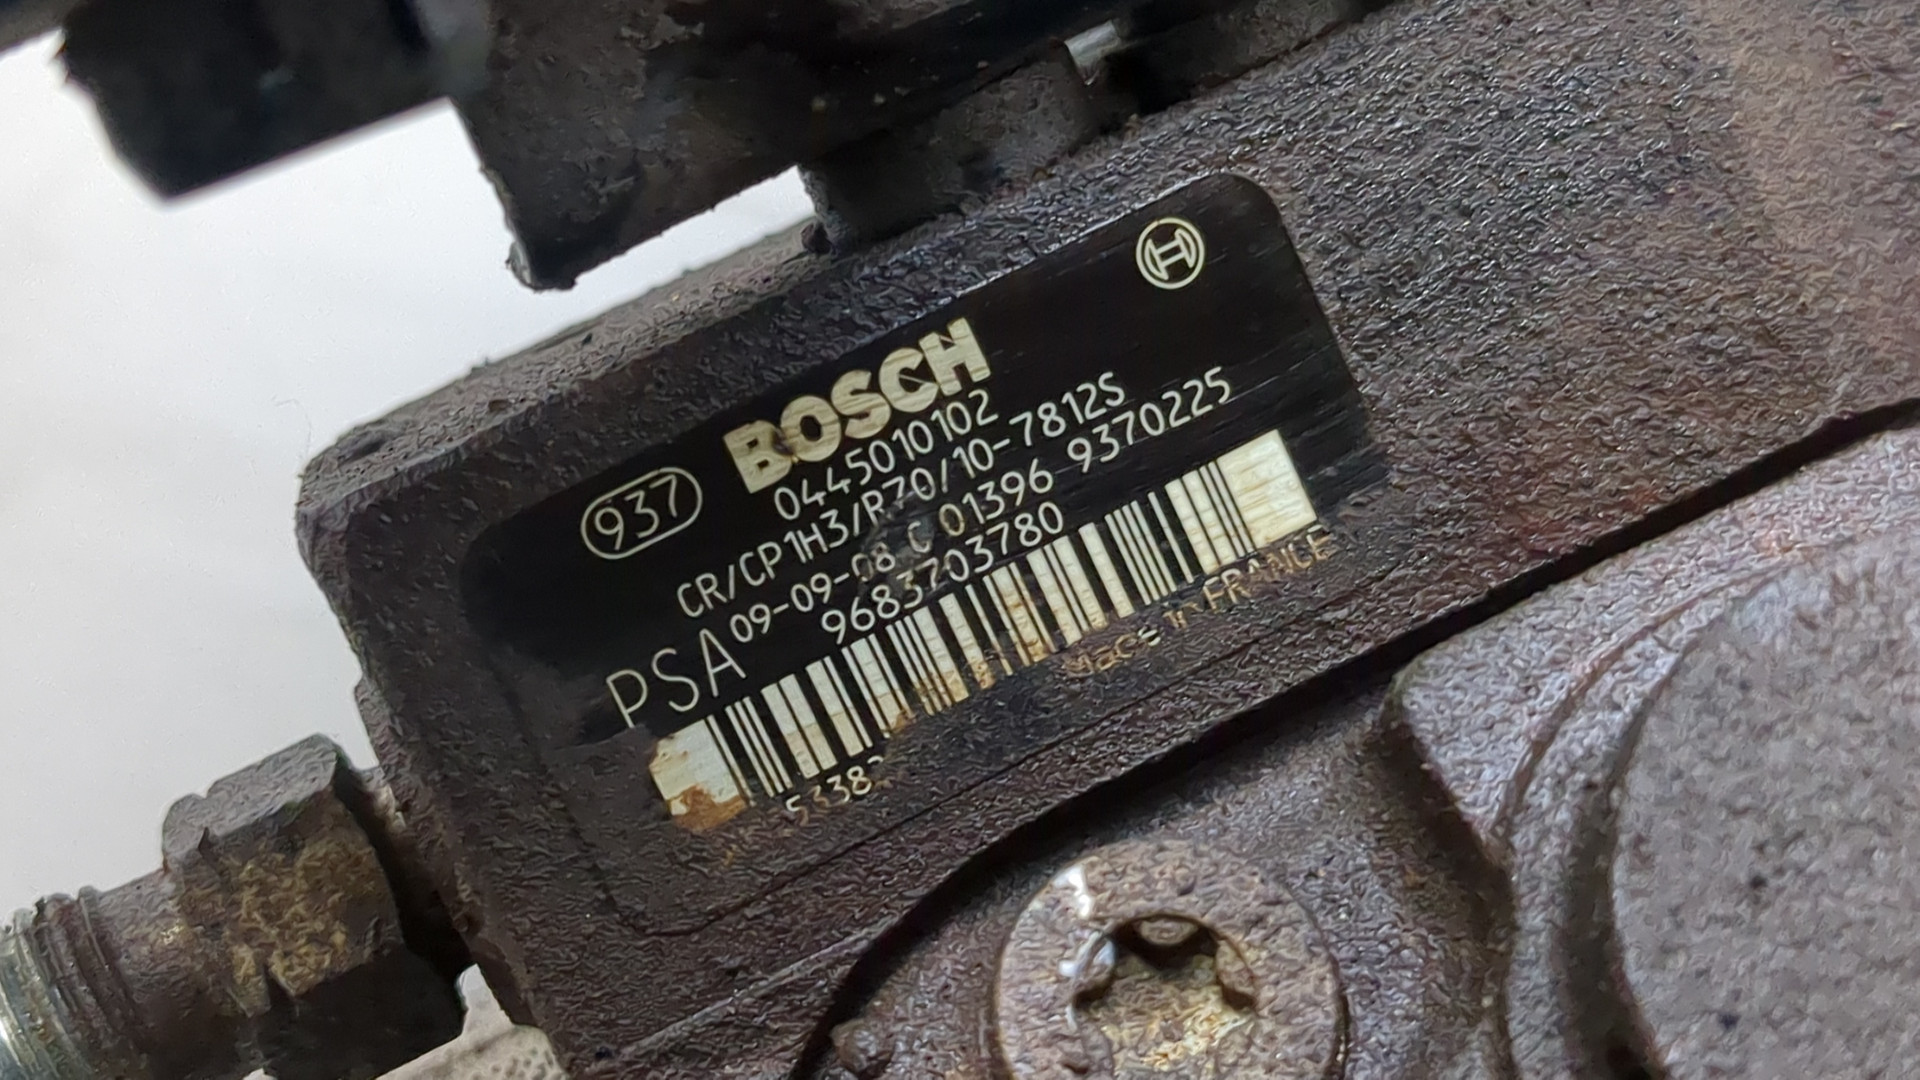 BOSCH
937
0445010102
CR/CP1H3/R70/10-7812S
09-09-08 C 01396 9370225
PSA 9683703780
Made in FRANCE